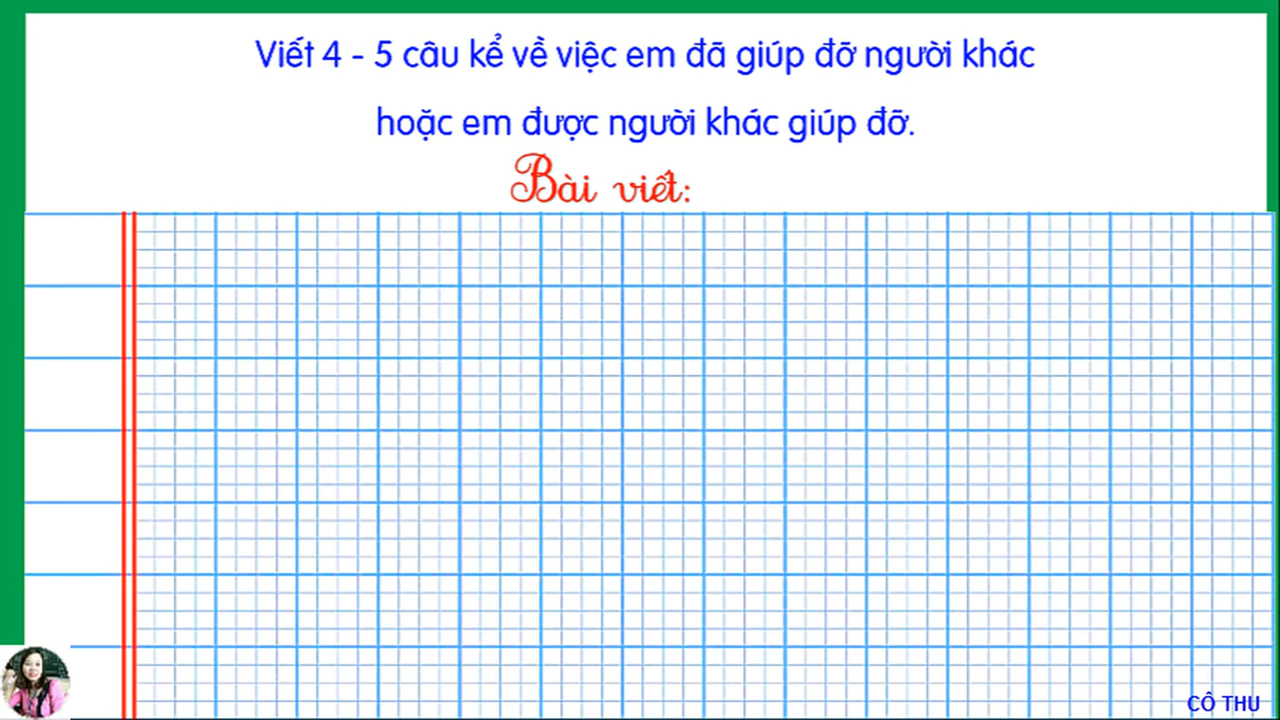 Viết 4 - 5 câu kể về việc em đã giúp đỡ người khác
hoặc em được người khác giúp đỡ.
Bài viết:
CÔ THU